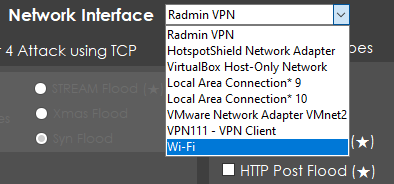 Network Interface Radmin VPN
Radmin VPN
4 Attack using TCP
HotspotShield Network Adapter
pes
VirtualBox Host-Only Network
STREAM Flood (★)
Local Area Connection* 9
Local Area Connection* 10
Xmas Flood
VMware Network Adapter VMnet2
es
VPN111 - VPN Client
(★)
Syn Flood
Wi-Fi
HTTP Post Flood (★)